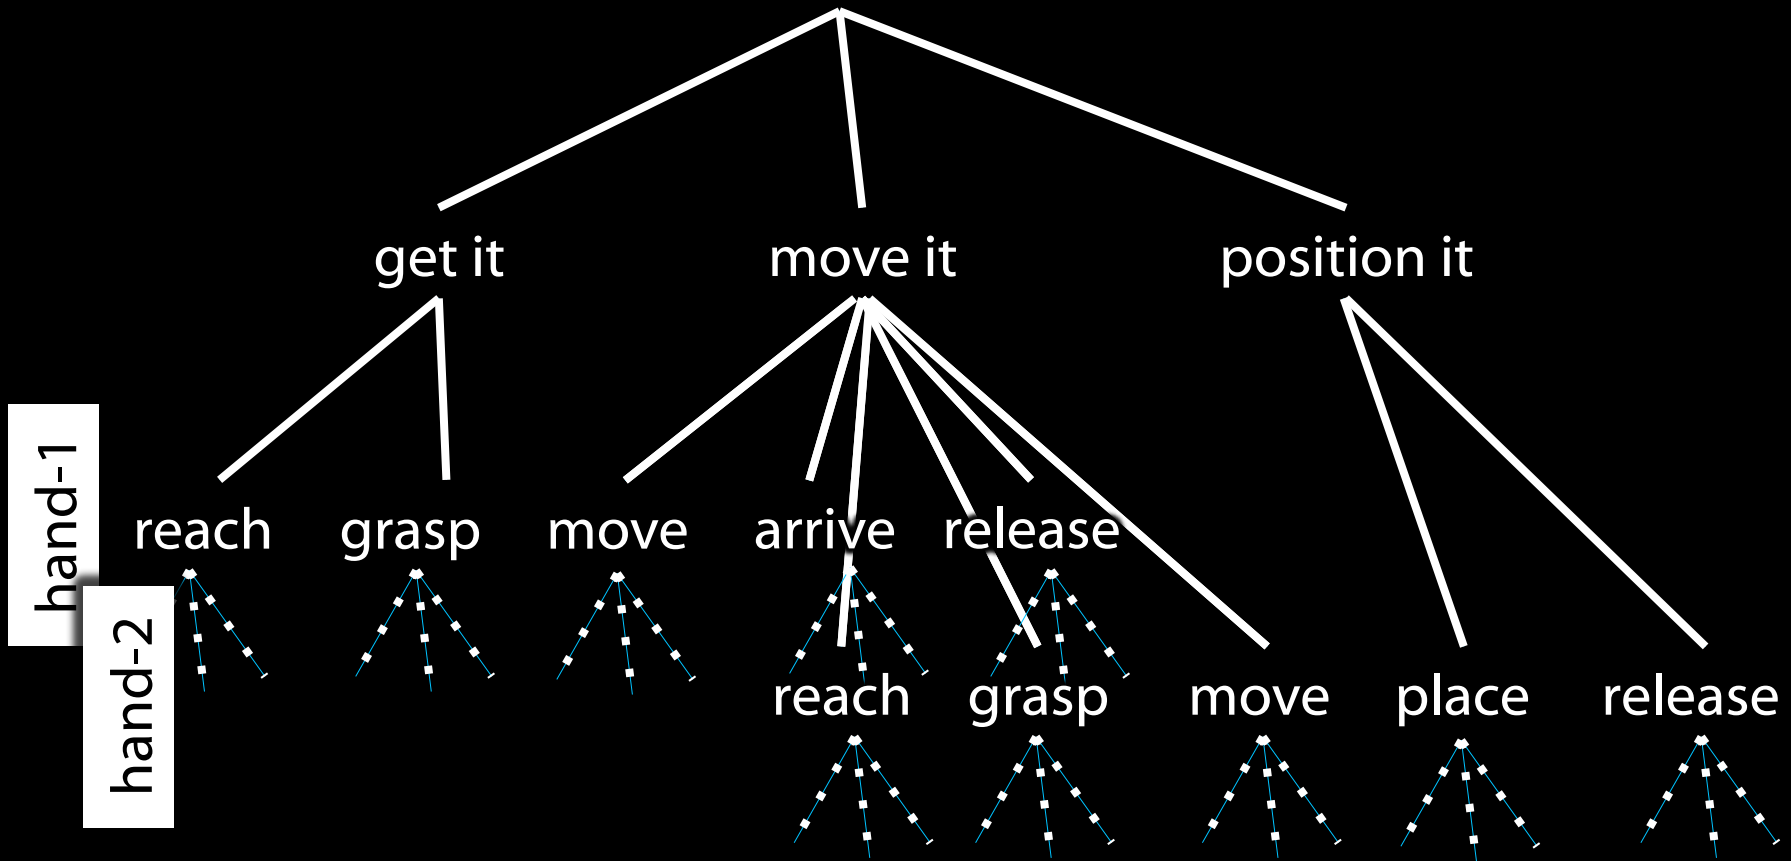 get it
move it
position it
hand-1
reach
grasp
move
arrive
release
hand-2
reach
grasp
move
place
release